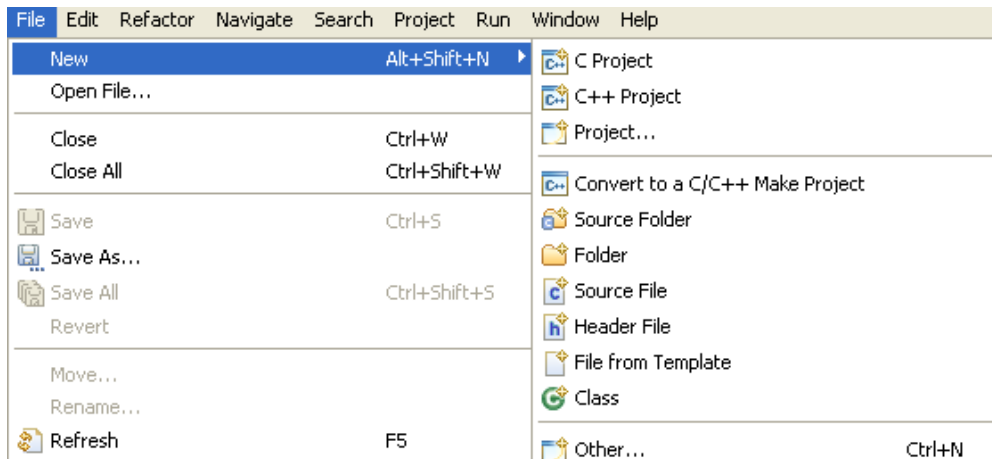 File Edit Refactor Navigate Search Project Run Window Help
New Alt+Shift+N
Open File...
Close Ctrl+W
Close All Ctrl+Shift+W
Save Ctrl+S
Save As...
Save All Ctrl+Shift+S
Revert
Move...
Rename...
Refresh F5
C Project
C++ Project
Project...
Convert to a C/C++ Make Project
Source Folder
Folder
Source File
Header File
File from Template
Class
Other... Ctrl+N